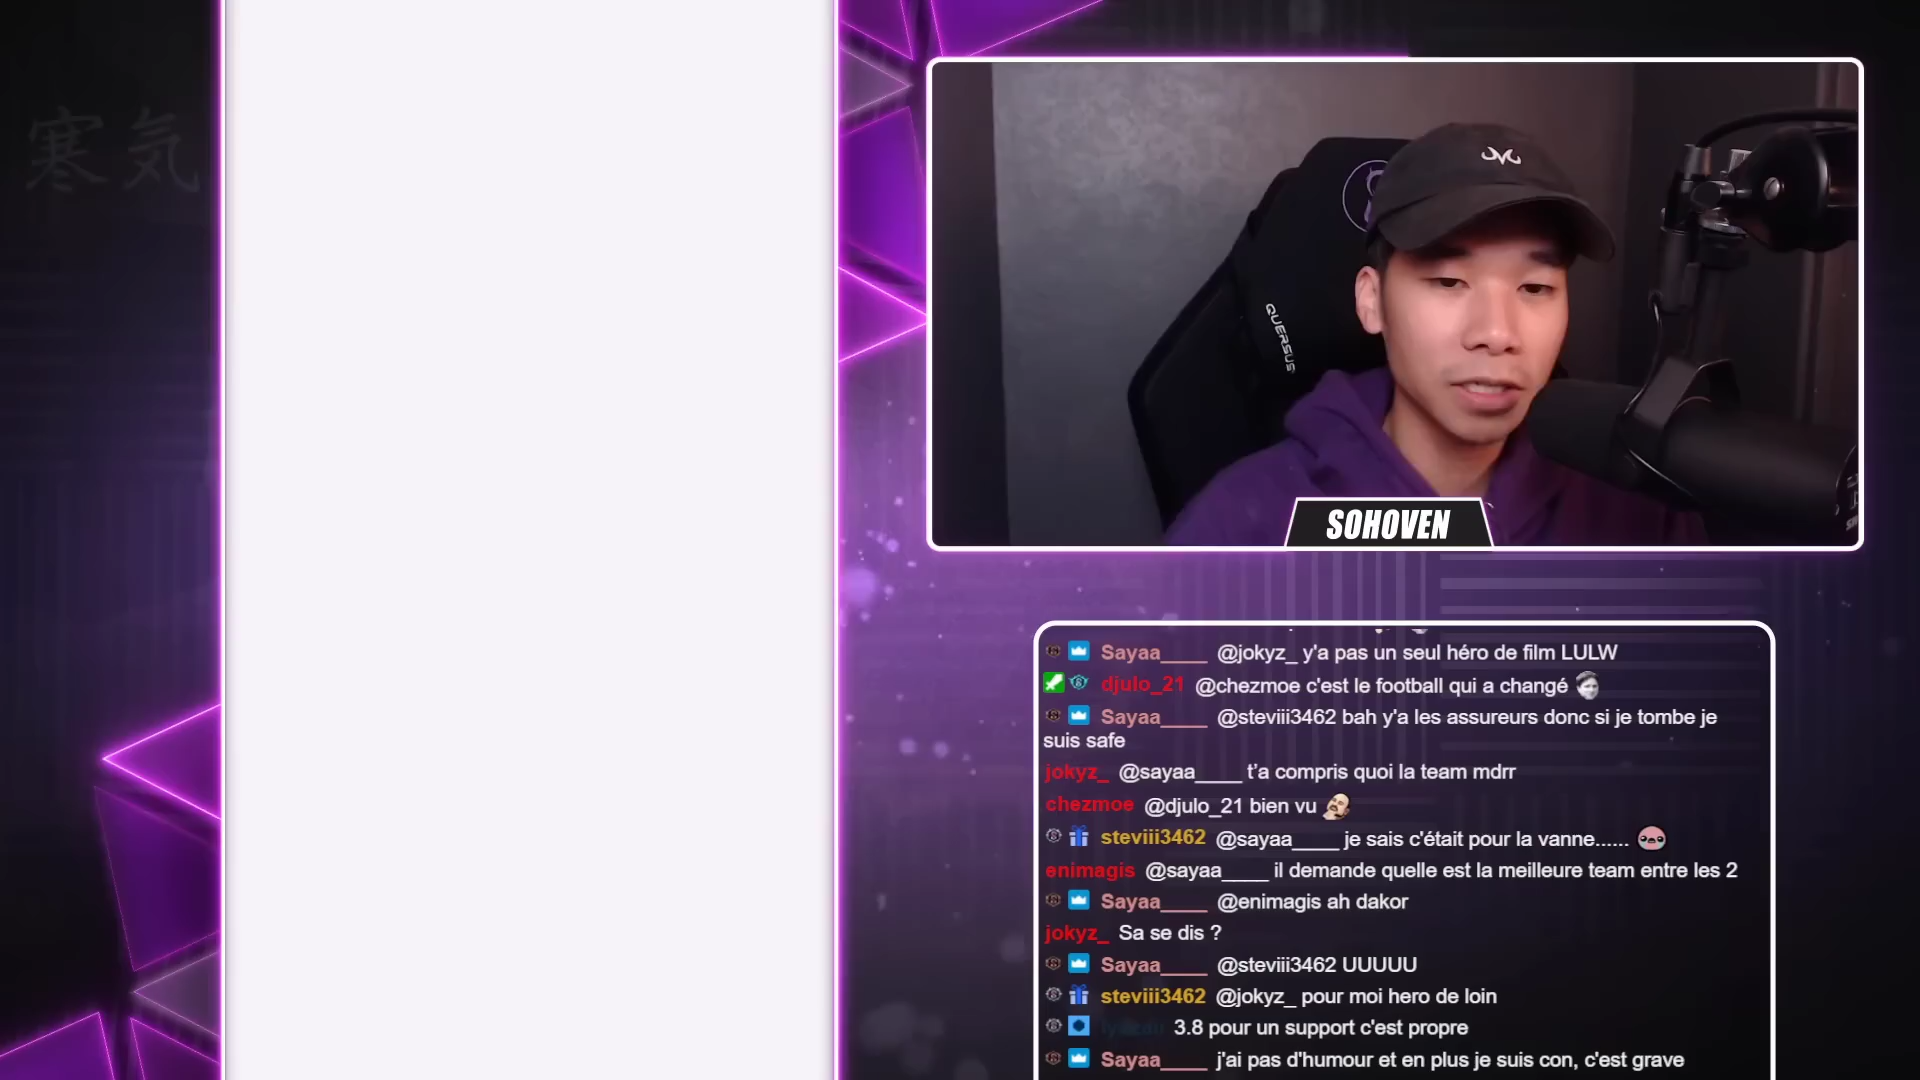 寒気
QUERSUS
SOHOVEN
Sayaa____ @jokyz_ y'a pas un seul héro de film LULW
djulo_21 @chezmoe c'est le football qui a changé
Sayaa____ @steviii3462 bah y'a les assureurs donc si je tombe je
suis safe
jokyz_ @sayaa____ t'a compris quoi la team mdrr
chezmoe @djulo_21 bien vu
steviii3462 @sayaa____ je sais c'était pour la vanne......
enimagis @sayaa____ il demande quelle est la meilleure team entre les 2
Sayaa____ @enimagis ah dakor
jokyz_ Sa se dis ?
Sayaa____ @steviii3462 UUUUU
steviii3462 @jokyz_ pour moi hero de loin
3.8 pour un support c'est propre
Sayaa____ j'ai pas d'humour et en plus je suis con, c'est grave